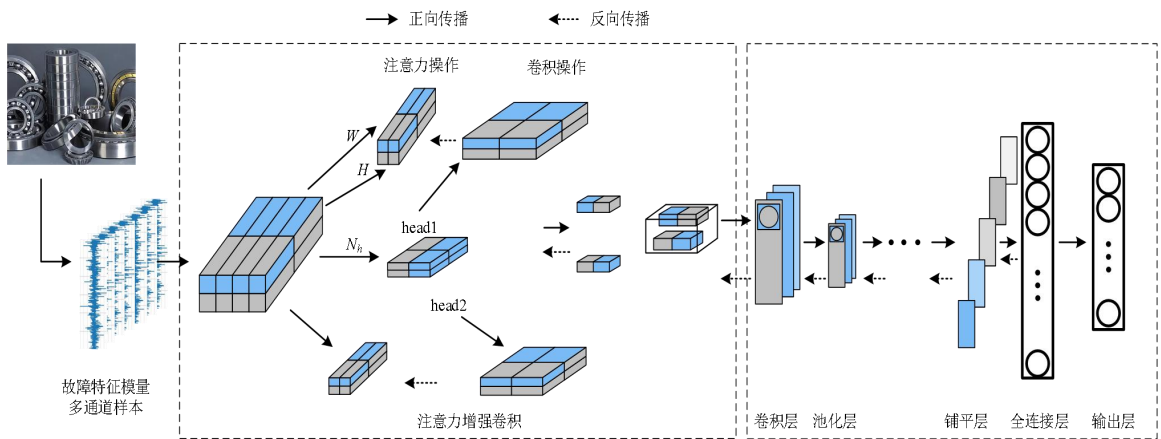 正向传播
反向传播
注意力操作
卷积操作
W
H
head1
N_h
head2
故障特征模量
多通道样本
注意力增强卷积
卷积层
池化层
铺平层
全连接层
输出层